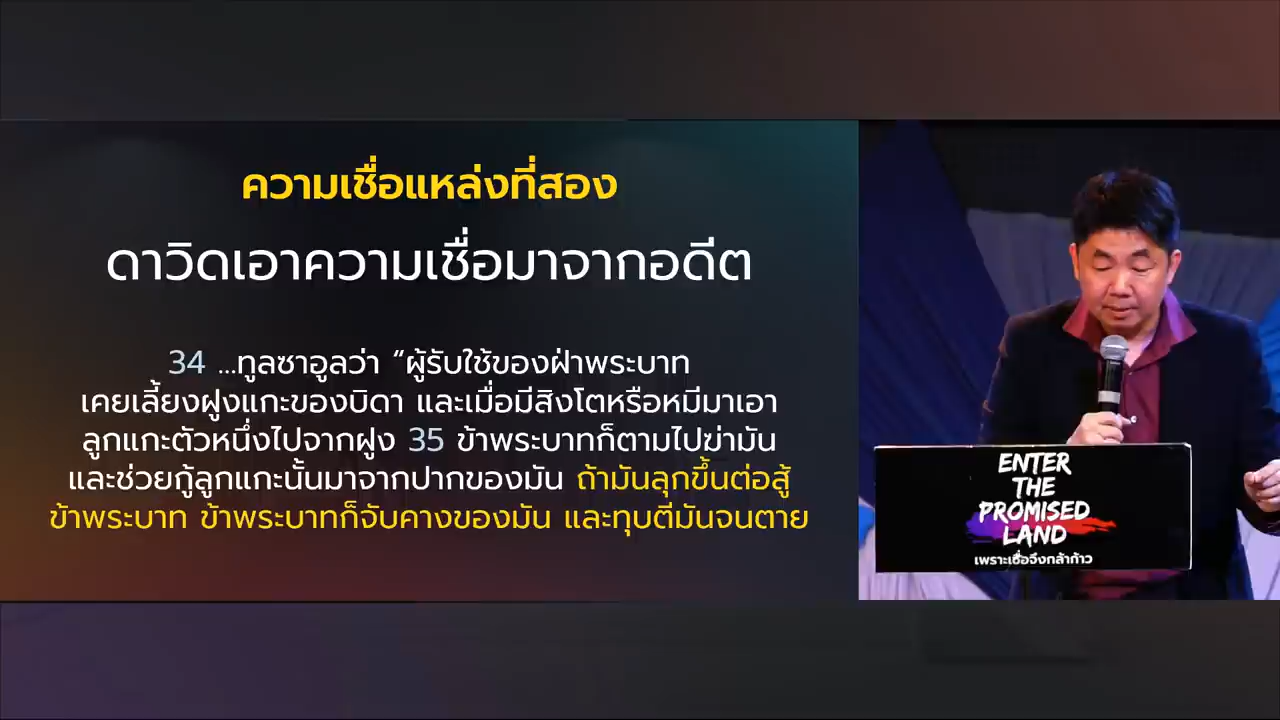 ความเชื่อแหล่งที่สอง
ดาวิดเอาความเชื่อมาจากอดีต
34 ...ทูลซาอูลว่า “ผู้รับใช้ของฝ่าพระบาท
เคยเลี้ยงฝูงแกะของบิดา และเมื่อมีสิงโตหรือหมีมาเอา
ลูกแกะตัวหนึ่งไปจากฝูง 35 ข้าพระบาทก็ตามไปฆ่ามัน
และช่วยกู้ลูกแกะนั้นมาจากปากของมัน ถ้ามันลุกขึ้นต่อสู้
ข้าพระบาท ข้าพระบาทก็จับคางของมัน และทุบตีมันจนตาย
ENTER
THE
PROMISED
LAND
เพราะเชื่อจึงกล้าก้าว